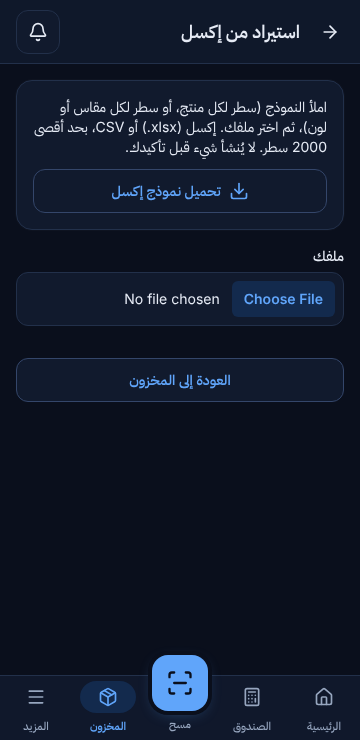 استيراد من إكسل
املأ النموذج (سطر لكل منتج، أو سطر لكل مقاس أو
لون)، ثم اختر ملفك. إكسل (.xlsx) أو CSV، بحد أقصى
2000 سطر. لا يُنشأ شيء قبل تأكيدك.
تحميل نموذج إكسل
ملفك
Choose File No file chosen
العودة إلى المخزون
الرئيسية
الصندوق
مسح
المخزون
المزيد